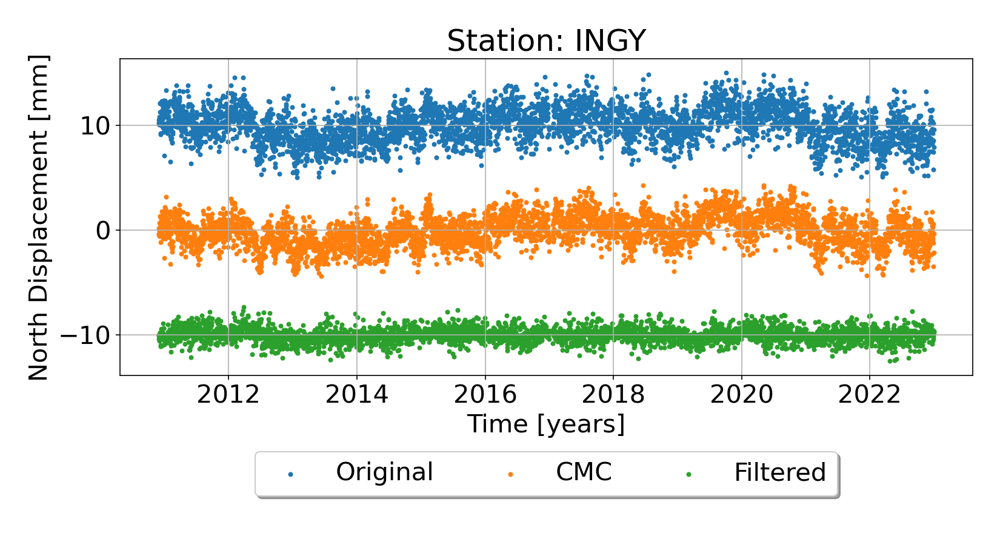 Station: INGY
North Displacement [mm]
10
0
−10
2012 2014 2016 2018 2020 2022
Time [years]
Original CMC Filtered